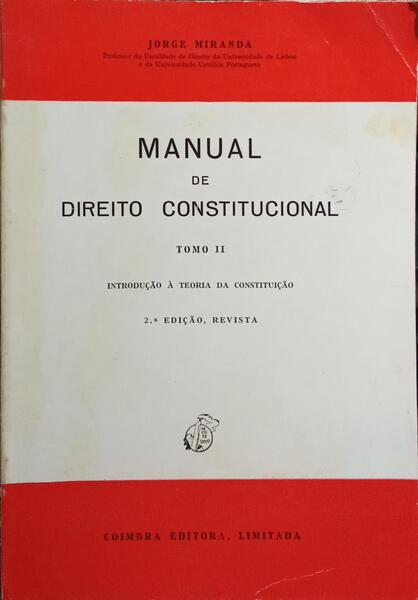 JORGE MIRANDA
Professor da Faculdade de Direito da Universidade de Lisboa
e da Universidade Católica Portuguesa
MANUAL
DE
DIREITO CONSTITUCIONAL
TOMO II
INTRODUÇÃO À TEORIA DA CONSTITUIÇÃO
2.ª EDIÇÃO, REVISTA
COIMBRA EDITORA, LIMITADA